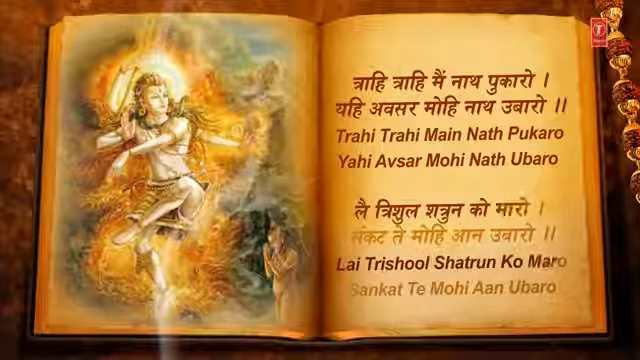 त्राहि त्राहि मैं नाथ पुकारो ।
यहि अवसर मोहि नाथ उबारो ।।
Trahi Trahi Main Nath Pukaro
Yahi Avsar Mohi Nath Ubaro
लै त्रिशुल शत्रुन को मारो ।
संकट ते मोहि आन उबारो ।।
Lai Trishool Shatrun Ko Maro
Sankat Te Mohi Aan Ubaro